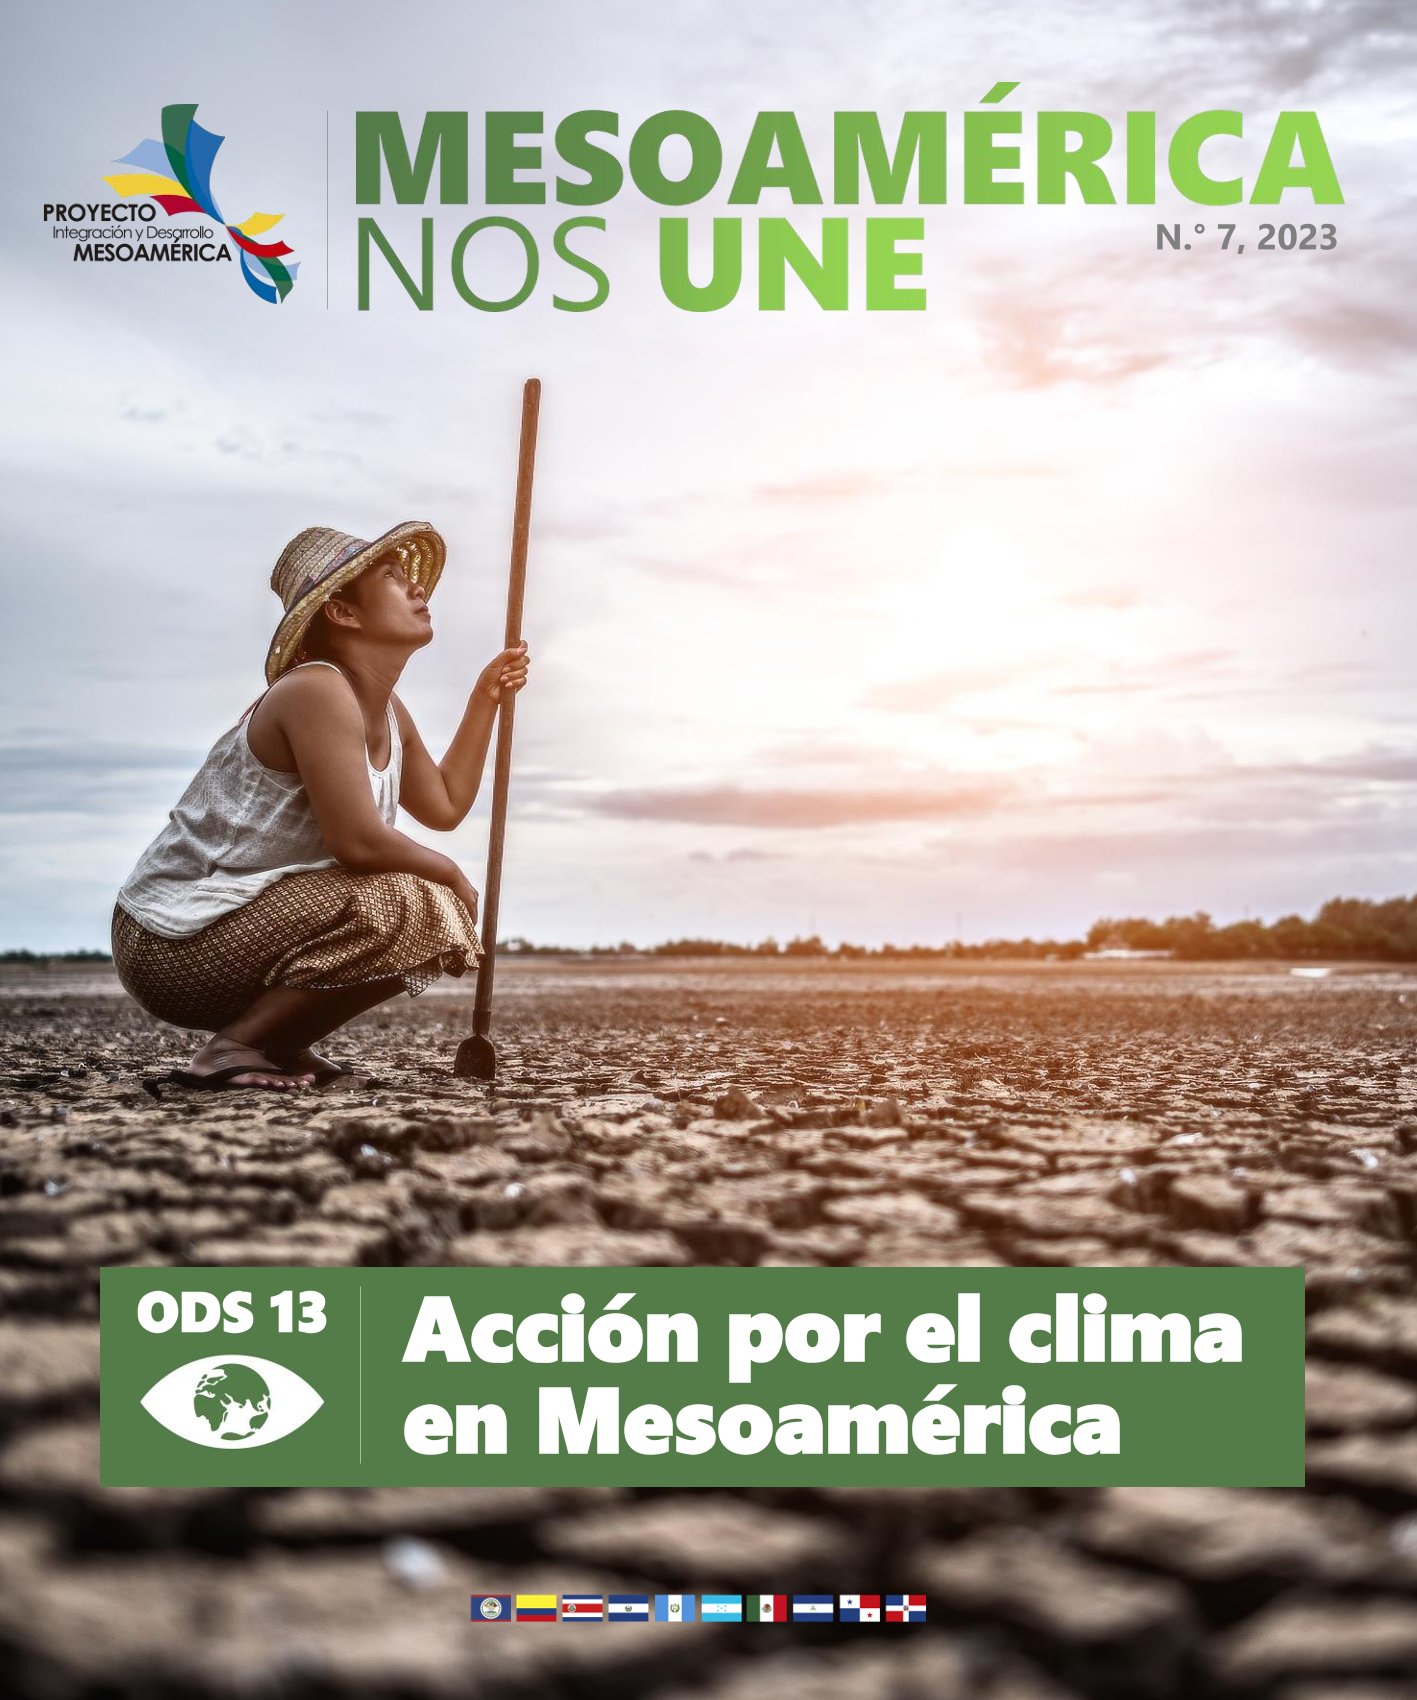 PROYECTO
Integración y Desarrollo
MESOAMÉRICA
MESOAMÉRICA
NOS UNE
N.° 7, 2023
ODS 13
Acción por el clima
en Mesoamérica